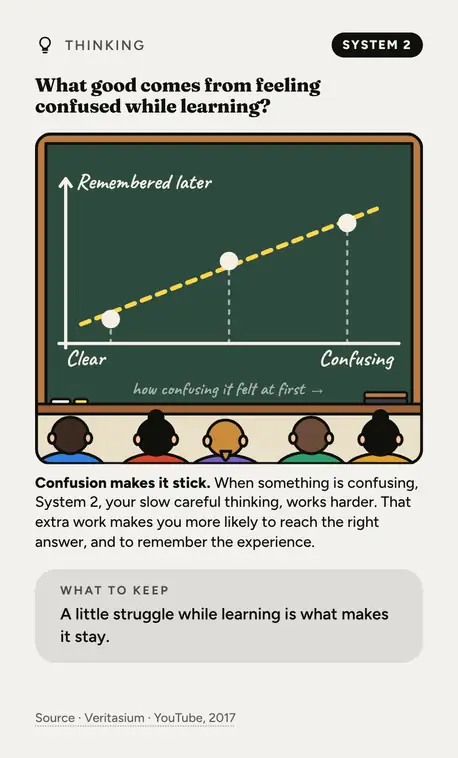 THINKING
SYSTEM 2
What good comes from feeling
confused while learning?
Remembered later
Clear
Confusing
how confusing it felt at first →
Confusion makes it stick. When something is confusing,
System 2, your slow careful thinking, works harder. That
extra work makes you more likely to reach the right
answer, and to remember the experience.
WHAT TO KEEP
A little struggle while learning is what makes
it stay.
Source · Veritasium · YouTube, 2017